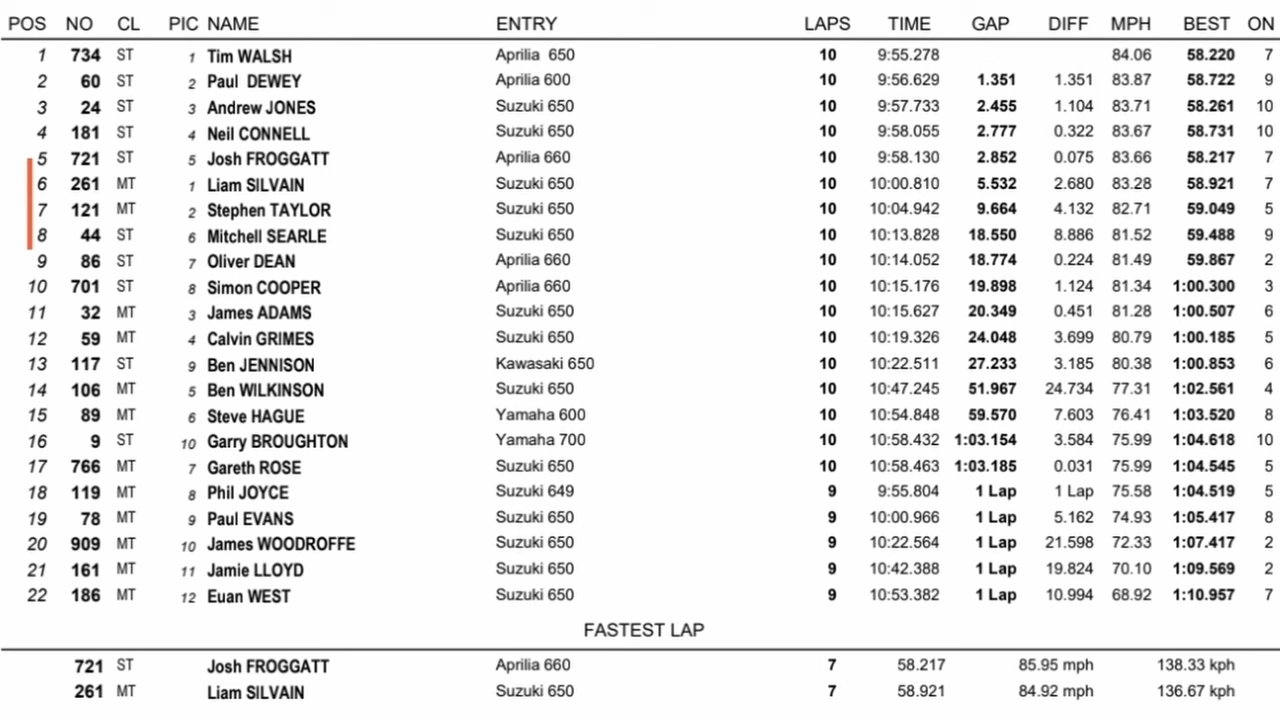 POS NO CL PIC NAME ENTRY LAPS TIME GAP DIFF MPH BEST ON
1 734 ST 1 Tim WALSH Aprilia 650 10 9:55.278 84.06 58.220 7
2 60 ST 2 Paul DEWEY Aprilia 600 10 9:56.629 1.351 1.351 83.87 58.722 9
3 24 ST 3 Andrew JONES Suzuki 650 10 9:57.733 2.455 1.104 83.71 58.261 10
4 181 ST 4 Neil CONNELL Suzuki 650 10 9:58.055 2.777 0.322 83.67 58.731 10
5 721 ST 5 Josh FROGGATT Aprilia 660 10 9:58.130 2.852 0.075 83.66 58.217 7
6 261 MT 1 Liam SILVAIN Suzuki 650 10 10:00.810 5.532 2.680 83.28 58.921 7
7 121 MT 2 Stephen TAYLOR Suzuki 650 10 10:04.942 9.664 4.132 82.71 59.049 5
8 44 ST 6 Mitchell SEARLE Suzuki 650 10 10:13.828 18.550 8.886 81.52 59.488 9
9 86 ST 7 Oliver DEAN Aprilia 660 10 10:14.052 18.774 0.224 81.49 59.867 2
10 701 ST 8 Simon COOPER Aprilia 660 10 10:15.176 19.898 1.124 81.34 1:00.300 3
11 32 MT 3 James ADAMS Suzuki 650 10 10:15.627 20.349 0.451 81.28 1:00.507 6
12 59 MT 4 Calvin GRIMES Suzuki 650 10 10:19.326 24.048 3.699 80.79 1:00.185 5
13 117 ST 9 Ben JENNISON Kawasaki 650 10 10:22.511 27.233 3.185 80.38 1:00.853 6
14 106 MT 5 Ben WILKINSON Suzuki 650 10 10:47.245 51.967 24.734 77.31 1:02.561 4
15 89 MT 6 Steve HAGUE Yamaha 600 10 10:54.848 59.570 7.603 76.41 1:03.520 8
16 9 ST 10 Garry BROUGHTON Yamaha 700 10 10:58.432 1:03.154 3.584 75.99 1:04.618 10
17 766 MT 7 Gareth ROSE Suzuki 650 10 10:58.463 1:03.185 0.031 75.99 1:04.545 5
18 119 MT 8 Phil JOYCE Suzuki 649 9 9:55.804 1 Lap 1 Lap 75.58 1:04.519 5
19 78 MT 9 Paul EVANS Suzuki 650 9 10:00.966 1 Lap 5.162 74.93 1:05.417 8
20 909 MT 10 James WOODROFFE Suzuki 650 9 10:22.564 1 Lap 21.598 72.33 1:07.417 2
21 161 MT 11 Jamie LLOYD Suzuki 650 9 10:42.388 1 Lap 19.824 70.10 1:09.569 2
22 186 MT 12 Euan WEST Suzuki 650 9 10:53.382 1 Lap 10.994 68.92 1:10.957 7
FASTEST LAP
721 ST Josh FROGGATT Aprilia 660 7 58.217 85.95 mph 138.33 kph
261 MT Liam SILVAIN Suzuki 650 7 58.921 84.92 mph 136.67 kph